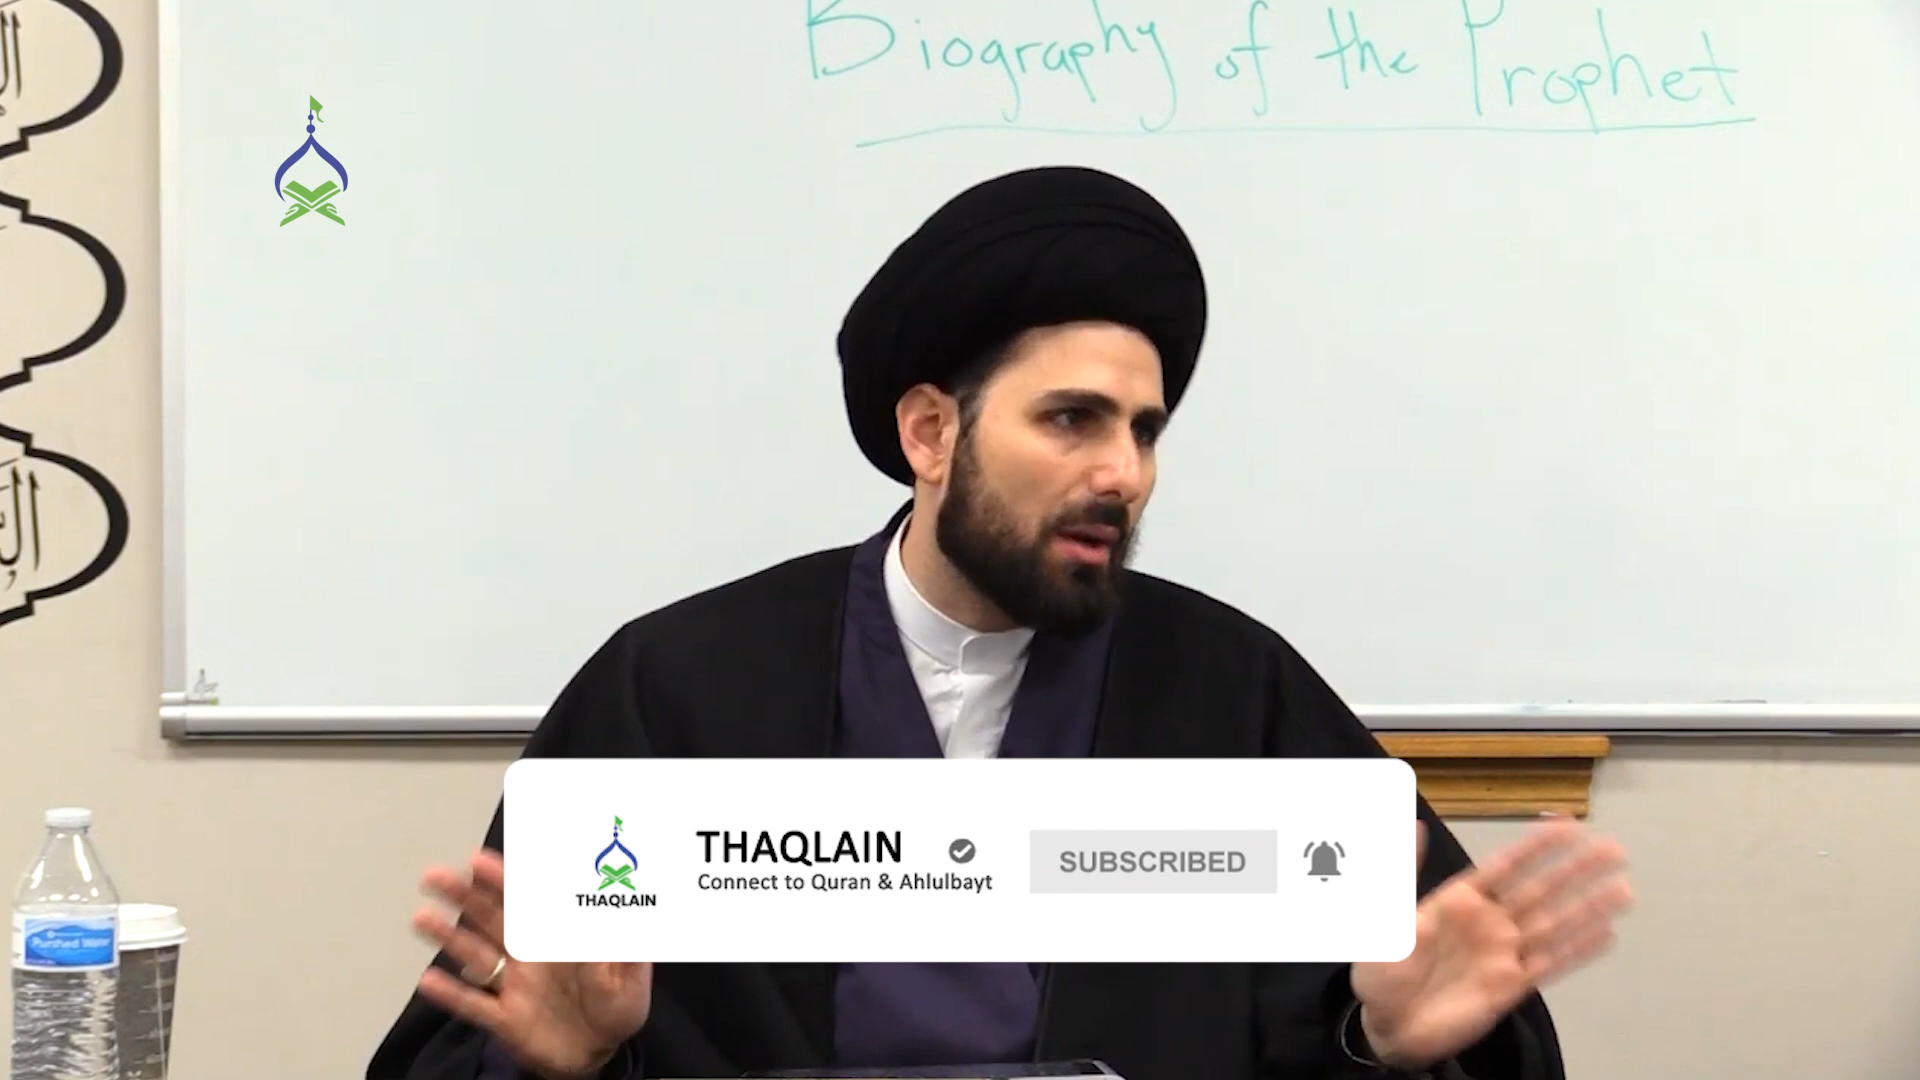 Biography of the Prophet
THAQLAIN
Connect to Quran & Ahlulbayt
THAQLAIN
SUBSCRIBED
Purified Water